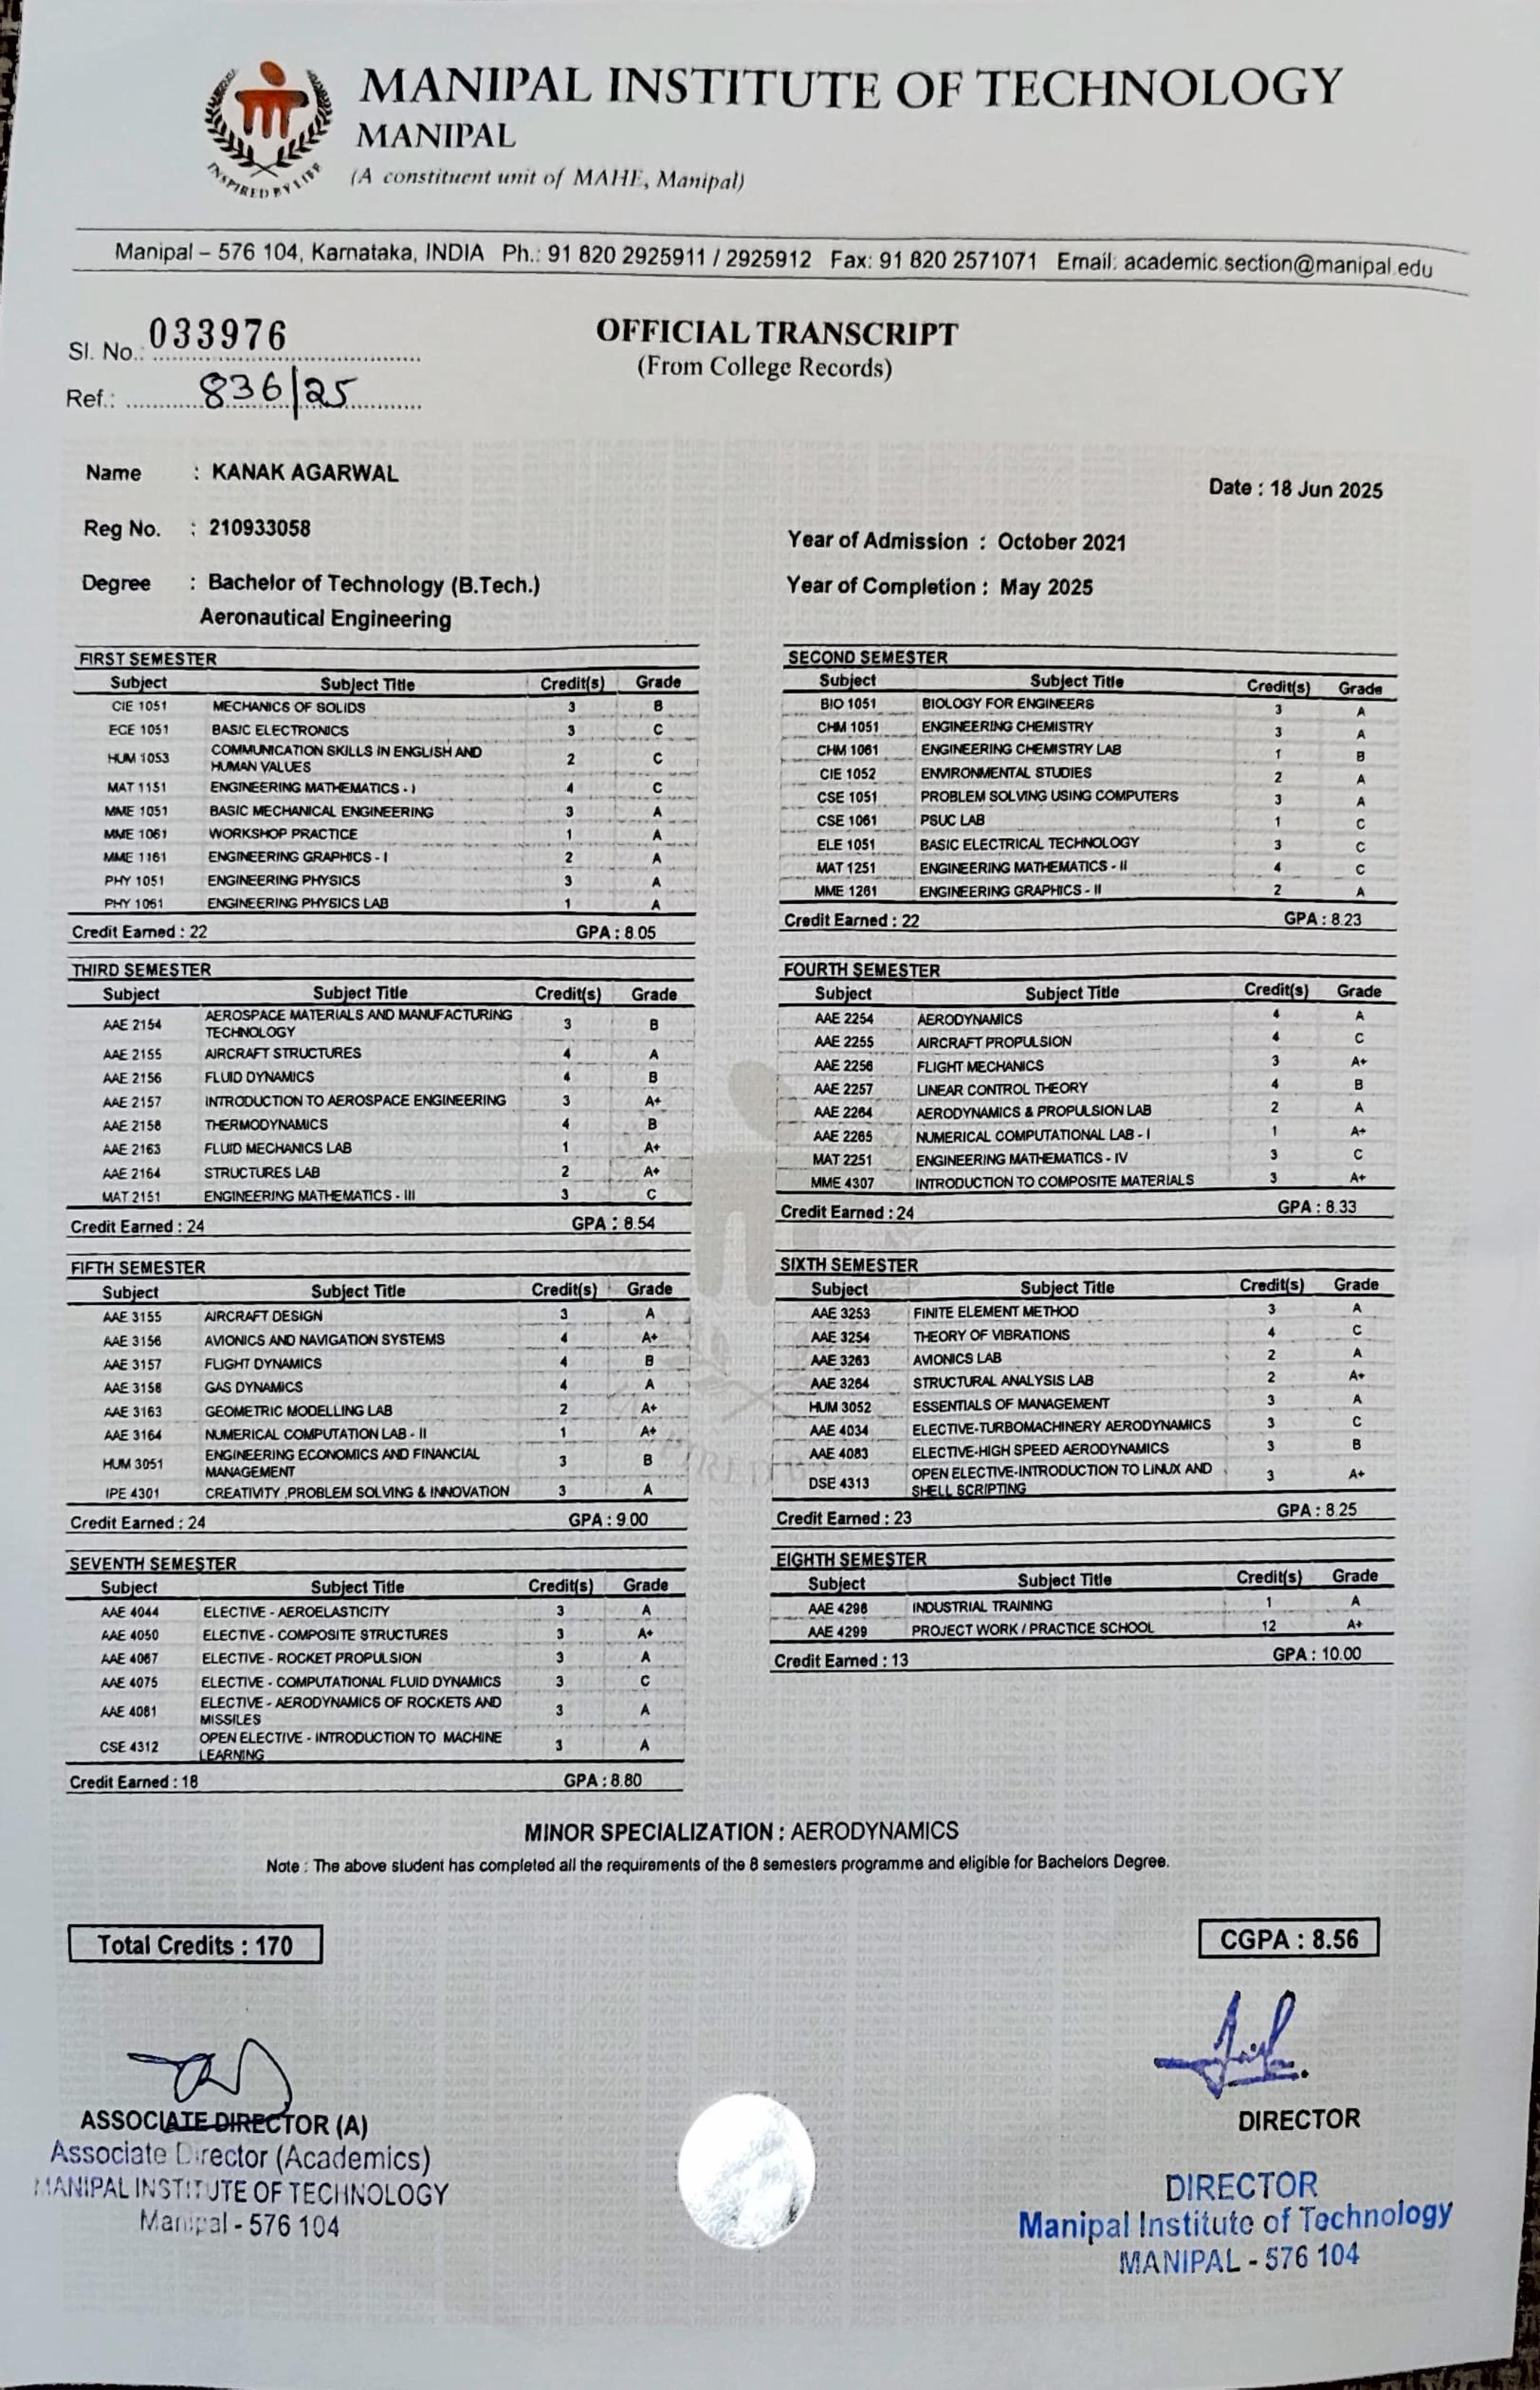 MANIPAL INSTITUTE OF TECHNOLOGY
MANIPAL
(A constituent unit of MAHE, Manipal)
INSPIRED BY LIFE
Manipal – 576 104, Karnataka, INDIA Ph.: 91 820 2925911 / 2925912 Fax: 91 820 2571071 Email: academic.section@manipal.edu
Sl. No.: 033976
OFFICIAL TRANSCRIPT
(From College Records)
Ref.: 836/25
Name : KANAK AGARWAL
Date : 18 Jun 2025
Reg No. : 210933058
Year of Admission : October 2021
Degree : Bachelor of Technology (B.Tech.)
Aeronautical Engineering
Year of Completion : May 2025
FIRST SEMESTER
Subject Subject Title Credit(s) Grade
CIE 1051 MECHANICS OF SOLIDS 3 B
ECE 1051 BASIC ELECTRONICS 3 C
HUM 1053 COMMUNICATION SKILLS IN ENGLISH AND
HUMAN VALUES 2 C
MAT 1151 ENGINEERING MATHEMATICS - I 4 C
MME 1051 BASIC MECHANICAL ENGINEERING 3 A
MME 1061 WORKSHOP PRACTICE 1 A
MME 1161 ENGINEERING GRAPHICS - I 2 A
PHY 1051 ENGINEERING PHYSICS 3 A
PHY 1061 ENGINEERING PHYSICS LAB 1 A
Credit Earned : 22 GPA : 8.05
SECOND SEMESTER
Subject Subject Title Credit(s) Grade
BIO 1051 BIOLOGY FOR ENGINEERS 3 A
CHM 1051 ENGINEERING CHEMISTRY 3 A
CHM 1061 ENGINEERING CHEMISTRY LAB 1 B
CIE 1052 ENVIRONMENTAL STUDIES 2 A
CSE 1051 PROBLEM SOLVING USING COMPUTERS 3 A
CSE 1061 PSUC LAB 1 C
ELE 1051 BASIC ELECTRICAL TECHNOLOGY 3 C
MAT 1251 ENGINEERING MATHEMATICS - II 4 C
MME 1261 ENGINEERING GRAPHICS - II 2 A
Credit Earned : 22 GPA : 8.23
THIRD SEMESTER
Subject Subject Title Credit(s) Grade
AAE 2154 AEROSPACE MATERIALS AND MANUFACTURING
TECHNOLOGY 3 B
AAE 2155 AIRCRAFT STRUCTURES 4 A
AAE 2156 FLUID DYNAMICS 4 B
AAE 2157 INTRODUCTION TO AEROSPACE ENGINEERING 3 A+
AAE 2158 THERMODYNAMICS 4 B
AAE 2163 FLUID MECHANICS LAB 1 A+
AAE 2164 STRUCTURES LAB 2 A+
MAT 2151 ENGINEERING MATHEMATICS - III 3 C
Credit Earned : 24 GPA : 8.54
FOURTH SEMESTER
Subject Subject Title Credit(s) Grade
AAE 2254 AERODYNAMICS 4 A
AAE 2255 AIRCRAFT PROPULSION 4 C
AAE 2256 FLIGHT MECHANICS 3 A+
AAE 2257 LINEAR CONTROL THEORY 4 B
AAE 2264 AERODYNAMICS & PROPULSION LAB 2 A
AAE 2265 NUMERICAL COMPUTATIONAL LAB - I 1 A+
MAT 2251 ENGINEERING MATHEMATICS - IV 3 C
MME 4307 INTRODUCTION TO COMPOSITE MATERIALS 3 A+
Credit Earned : 24 GPA : 8.33
FIFTH SEMESTER
Subject Subject Title Credit(s) Grade
AAE 3155 AIRCRAFT DESIGN 3 A
AAE 3156 AVIONICS AND NAVIGATION SYSTEMS 4 A+
AAE 3157 FLIGHT DYNAMICS 4 B
AAE 3158 GAS DYNAMICS 4 A
AAE 3163 GEOMETRIC MODELLING LAB 2 A+
AAE 3164 NUMERICAL COMPUTATION LAB - II 1 A+
HUM 3051 ENGINEERING ECONOMICS AND FINANCIAL
MANAGEMENT 3 B
IPE 4301 CREATIVITY ,PROBLEM SOLVING & INNOVATION 3 A
Credit Earned : 24 GPA : 9.00
SIXTH SEMESTER
Subject Subject Title Credit(s) Grade
AAE 3253 FINITE ELEMENT METHOD 3 A
AAE 3254 THEORY OF VIBRATIONS 4 C
AAE 3263 AVIONICS LAB 2 A
AAE 3264 STRUCTURAL ANALYSIS LAB 2 A+
HUM 3052 ESSENTIALS OF MANAGEMENT 3 A
AAE 4034 ELECTIVE-TURBOMACHINERY AERODYNAMICS 3 C
AAE 4083 ELECTIVE-HIGH SPEED AERODYNAMICS 3 B
DSE 4313 OPEN ELECTIVE-INTRODUCTION TO LINUX AND
SHELL SCRIPTING 3 A+
Credit Earned : 23 GPA : 8.25
SEVENTH SEMESTER
Subject Subject Title Credit(s) Grade
AAE 4044 ELECTIVE - AEROELASTICITY 3 A
AAE 4050 ELECTIVE - COMPOSITE STRUCTURES 3 A+
AAE 4067 ELECTIVE - ROCKET PROPULSION 3 A
AAE 4075 ELECTIVE - COMPUTATIONAL FLUID DYNAMICS 3 C
AAE 4081 ELECTIVE - AERODYNAMICS OF ROCKETS AND
MISSILES 3 A
CSE 4312 OPEN ELECTIVE - INTRODUCTION TO MACHINE
LEARNING 3 A
Credit Earned : 18 GPA : 8.80
EIGHTH SEMESTER
Subject Subject Title Credit(s) Grade
AAE 4298 INDUSTRIAL TRAINING 1 A
AAE 4299 PROJECT WORK / PRACTICE SCHOOL 12 A+
Credit Earned : 13 GPA : 10.00
MINOR SPECIALIZATION : AERODYNAMICS
Note : The above student has completed all the requirements of the 8 semesters programme and eligible for Bachelors Degree.
Total Credits : 170
CGPA : 8.56
ASSOCIATE DIRECTOR (A)
Associate Director (Academics)
MANIPAL INSTITUTE OF TECHNOLOGY
Manipal - 576 104
DIRECTOR
DIRECTOR
Manipal Institute of Technology
MANIPAL - 576 104